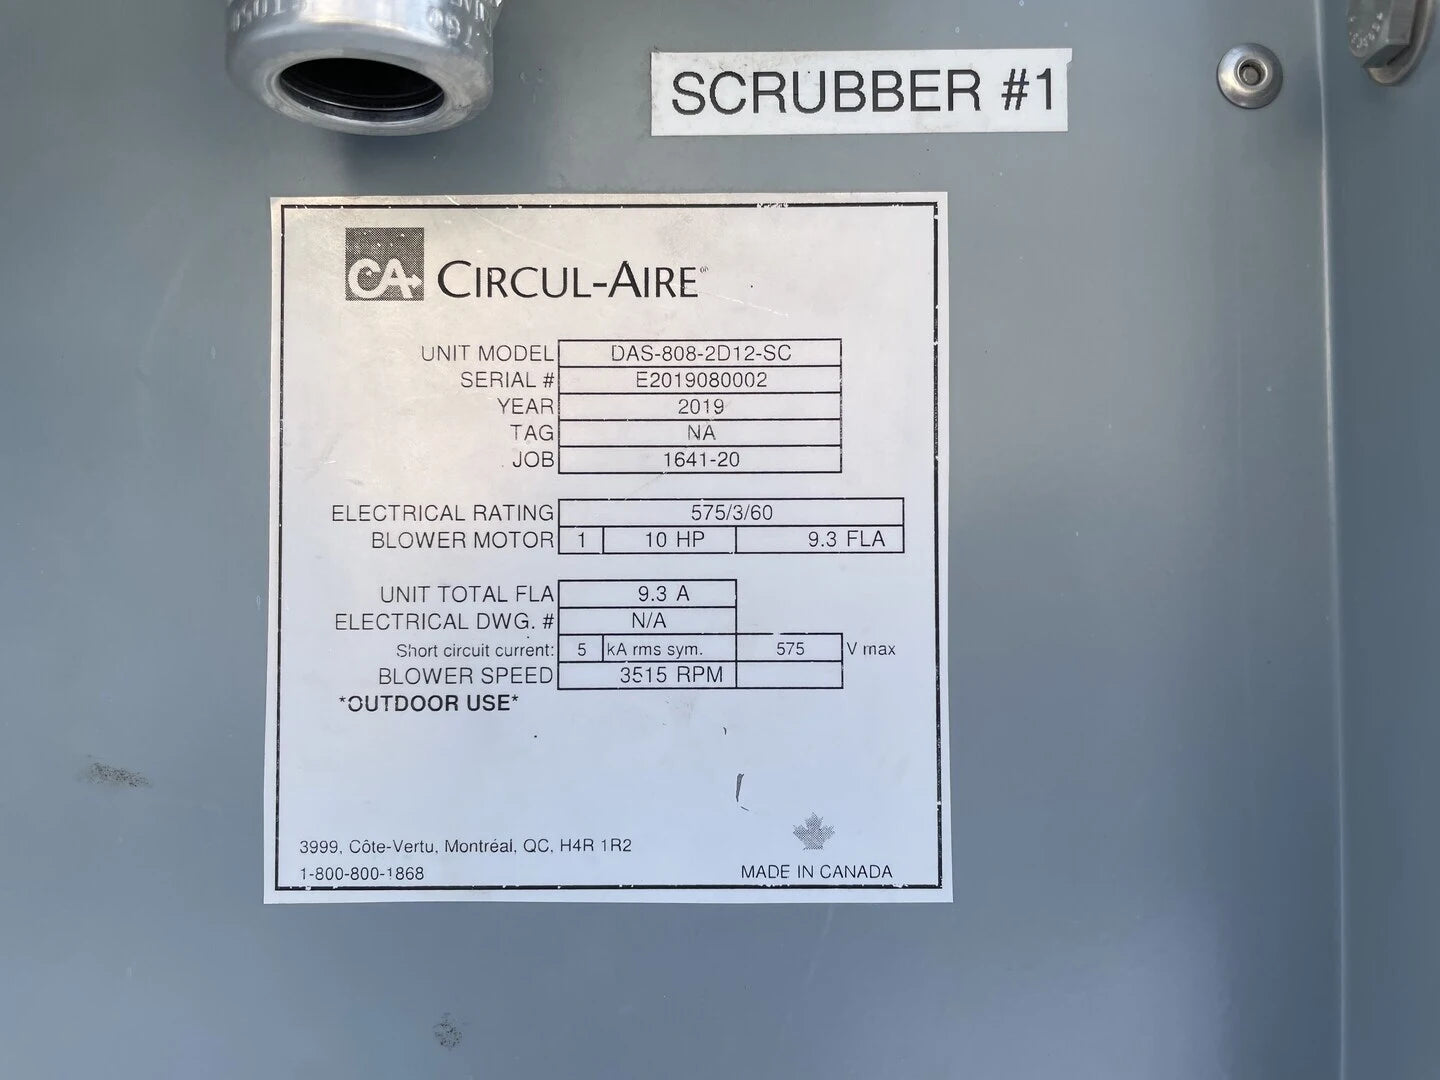 SCRUBBER #1
CA
CIRCUL-AIRE
UNIT MODEL DAS-808-2D12-SC
SERIAL # E2019080002
YEAR 2019
TAG NA
JOB 1641-20
ELECTRICAL RATING 575/3/60
BLOWER MOTOR 1 10 HP 9.3 FLA
UNIT TOTAL FLA 9.3 A
ELECTRICAL DWG. # N/A
Short circuit current: 5 kA rms sym. 575 V max
BLOWER SPEED 3515 RPM
*OUTDOOR USE*
3999, Côte-Vertu, Montréal, QC, H4R 1R2
1-800-800-1868
MADE IN CANADA